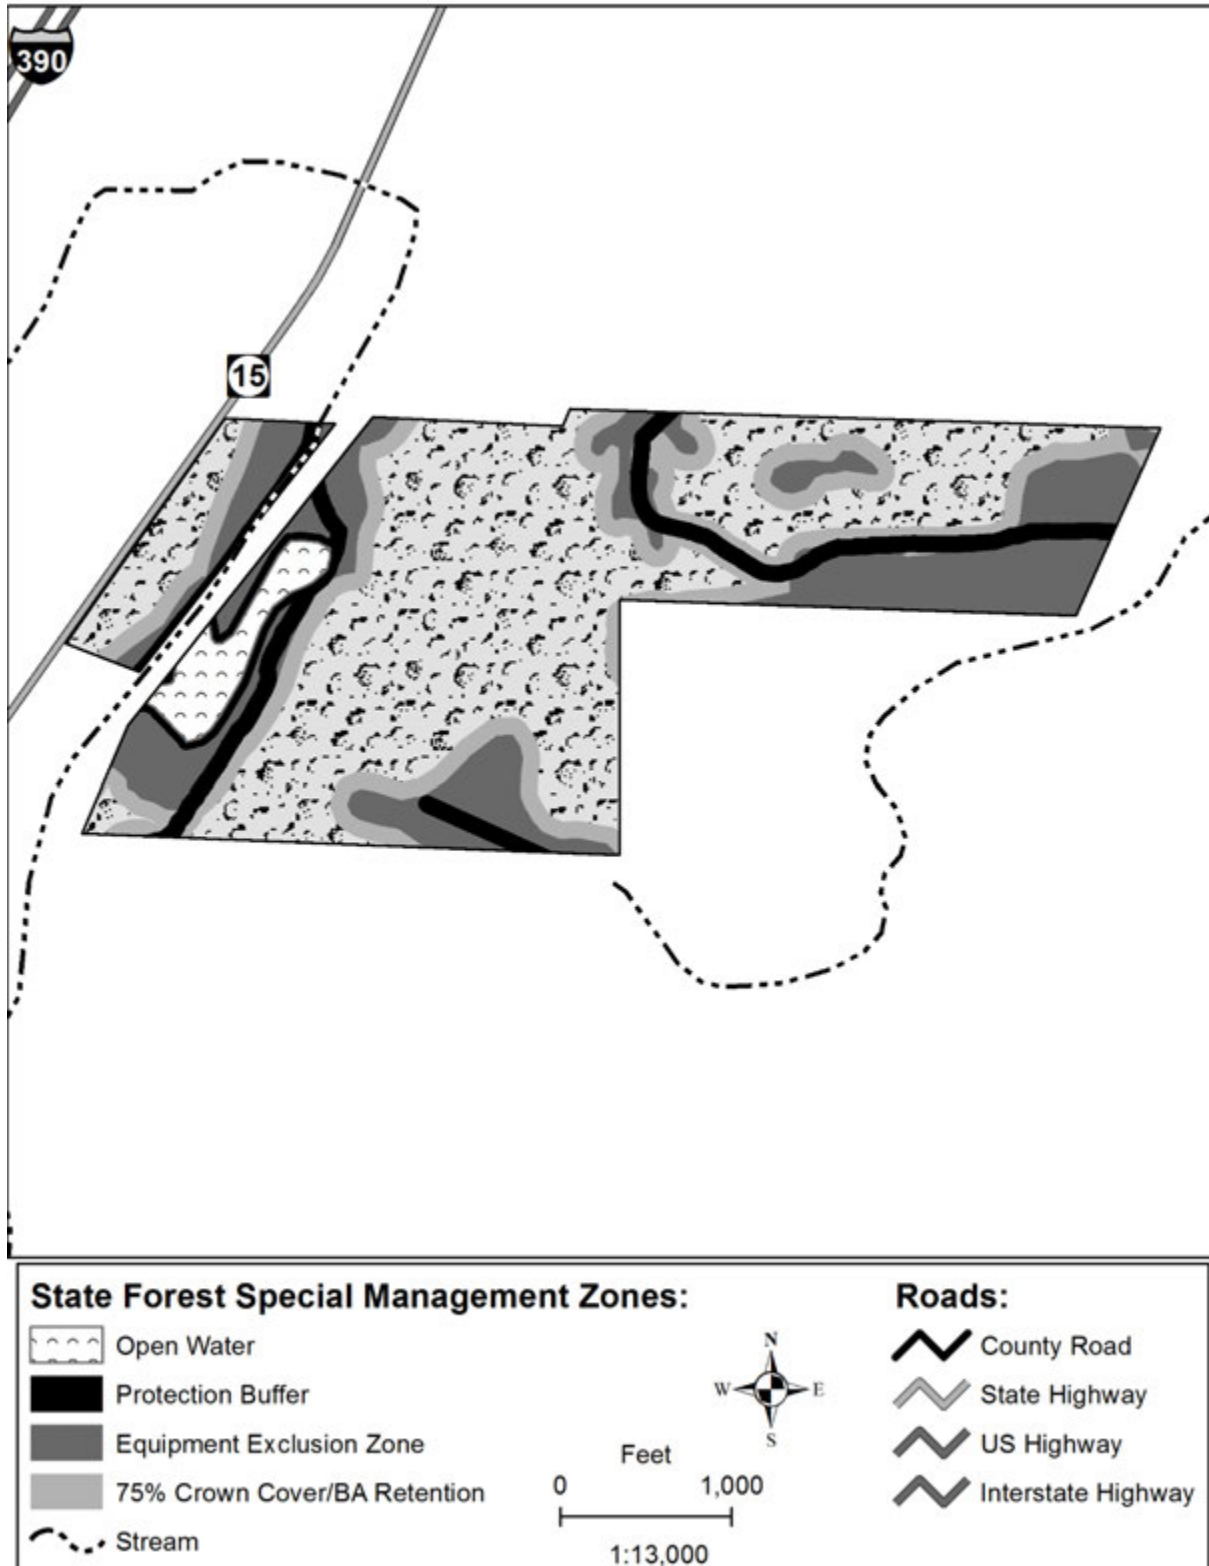 390
15
State Forest Special Management Zones:
Open Water
Protection Buffer
Equipment Exclusion Zone
75% Crown Cover/BA Retention
Stream
N
W E
S
Feet
0 1,000
1:13,000
Roads:
County Road
State Highway
US Highway
Interstate Highway